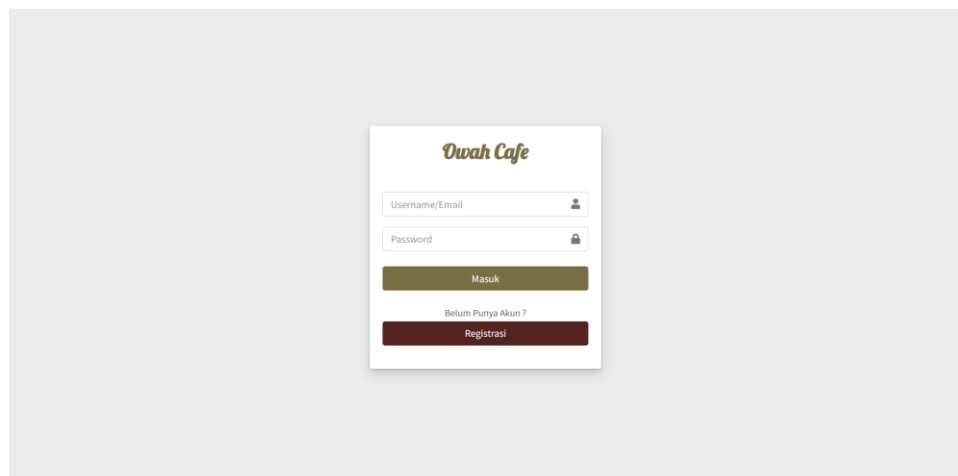 Owah Cafe
Username/Email
Password
Masuk
Belum Punya Akun ?
Registrasi